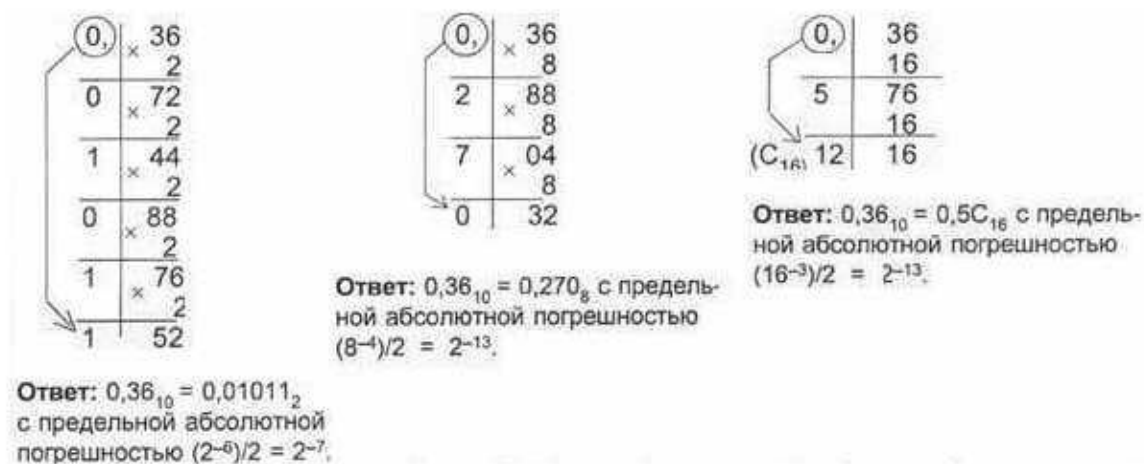 0, × 36
2
0 × 72
2
1 × 44
2
0 × 88
2
1 × 76
2
1 52
Ответ: 0,36₁₀ = 0,01011₂
с предельной абсолютной
погрешностью (2⁻⁶)/2 = 2⁻⁷.
0, × 36
8
2 × 88
8
7 × 04
8
0 32
Ответ: 0,36₁₀ = 0,270₈ с предель-
ной абсолютной погрешностью
(8⁻⁴)/2 = 2⁻¹³.
0, 36
16
5 76
16
(C₁₆) 12 16
Ответ: 0,36₁₀ = 0,5C₁₆ с предель-
ной абсолютной погрешностью
(16⁻³)/2 = 2⁻¹³.